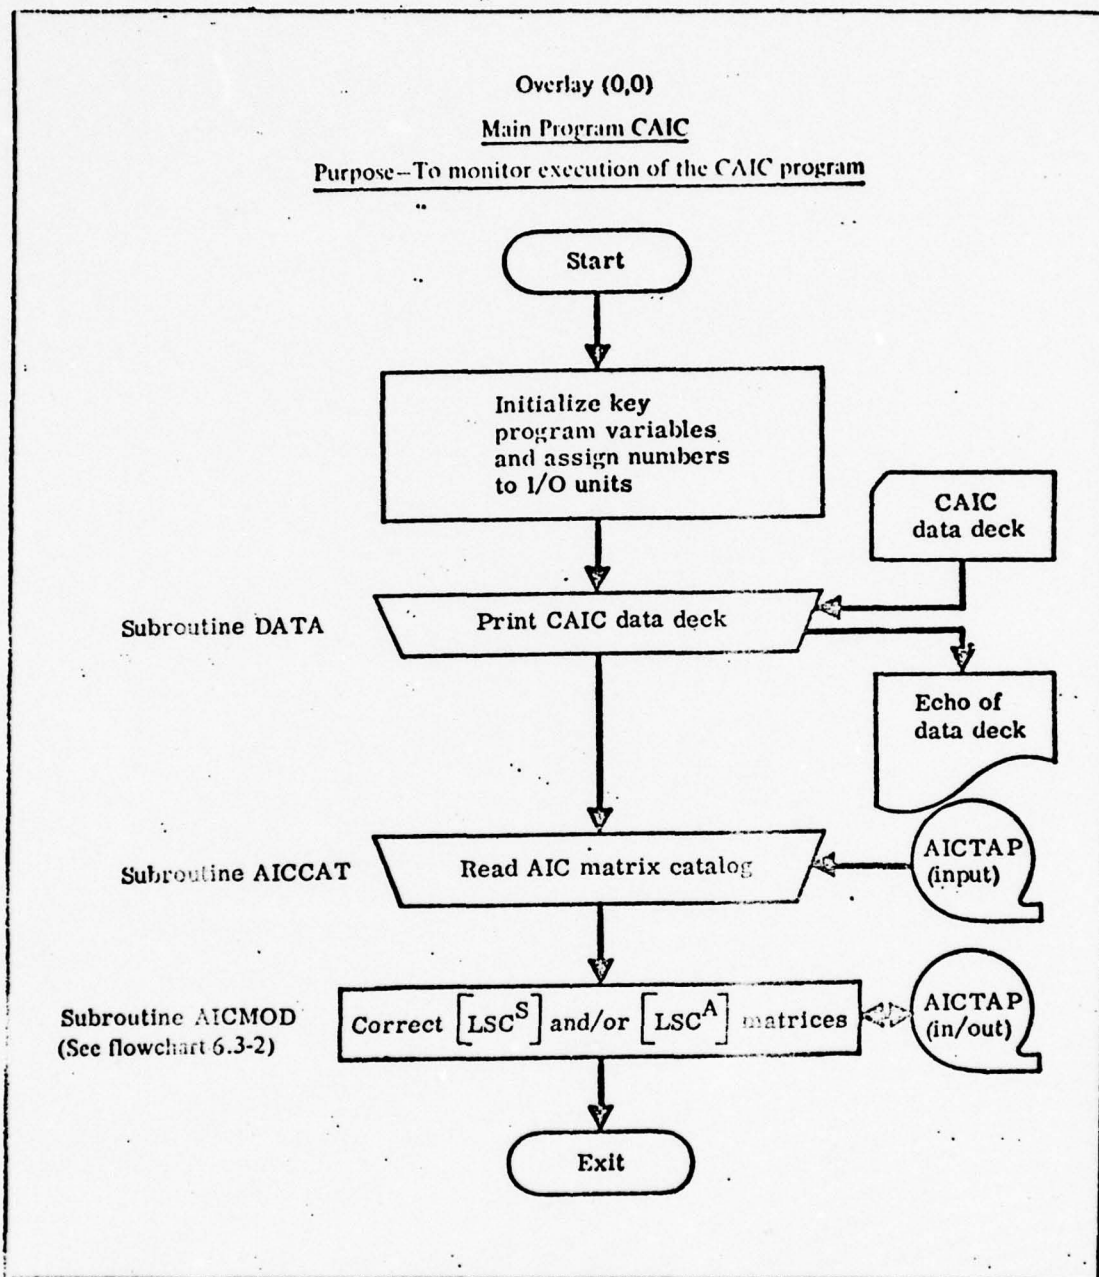 Overlay (0,0)
Main Program CAIC
Purpose—To monitor execution of the CAIC program
Start
Initialize key
program variables
and assign numbers
to I/O units
CAIC
data deck
Subroutine DATA
Print CAIC data deck
Echo of
data deck
Subroutine AICCAT
Read AIC matrix catalog
AICTAP
(input)
Subroutine AICMOD
(See flowchart 6.3-2)
Correct [LSC^S] and/or [LSC^A] matrices
AICTAP
(in/out)
Exit